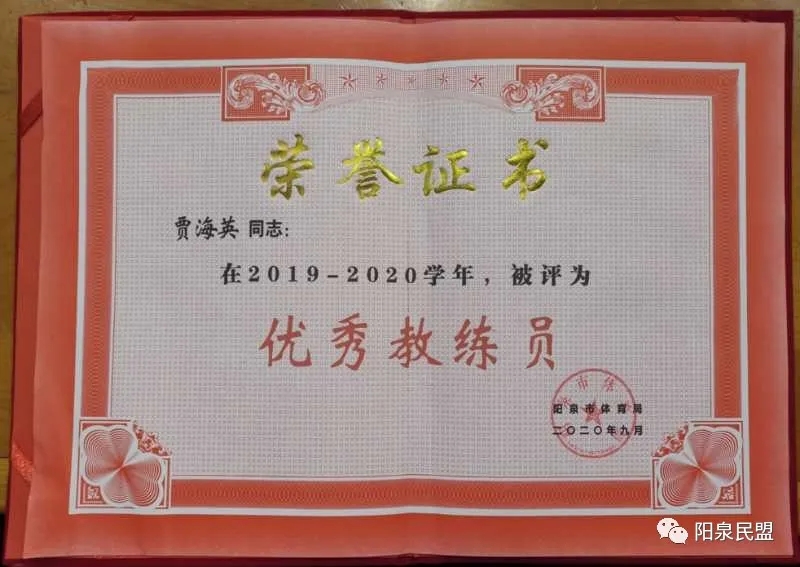 荣誉证书
贾海英 同志：
在2019-2020学年，被评为
优秀教练员
阳泉市体育局
二〇二〇年九月
阳泉民盟